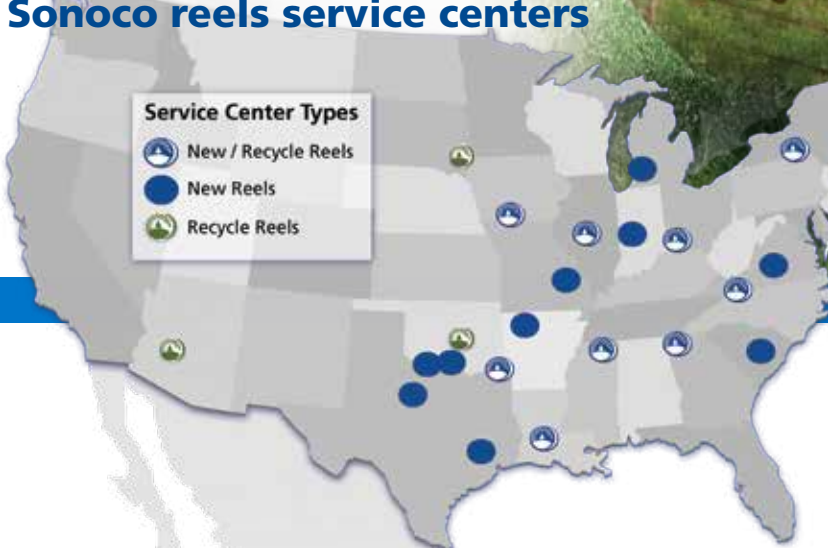 Sonoco reels service centers
Service Center Types
New / Recycle Reels
New Reels
Recycle Reels